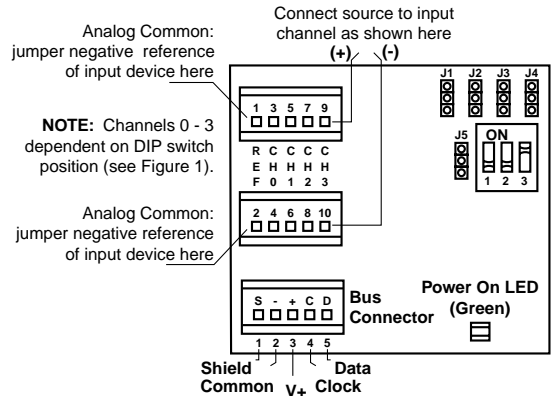 Analog Common:
jumper negative reference
of input device here
Connect source to input
channel as shown here
(+) (-)
NOTE: Channels 0 - 3
dependent on DIP switch
position (see Figure 1).
Analog Common:
jumper negative reference
of input device here
J1 J2 J3 J4
1 3 5 7 9
J5
ON
1 2 3
R C C C C
E H H H H
F 0 1 2 3
2 4 6 8 10
S - + C D
Bus
Connector
Power On LED
(Green)
1 2 3 4 5
Shield Data
Common V+ Clock